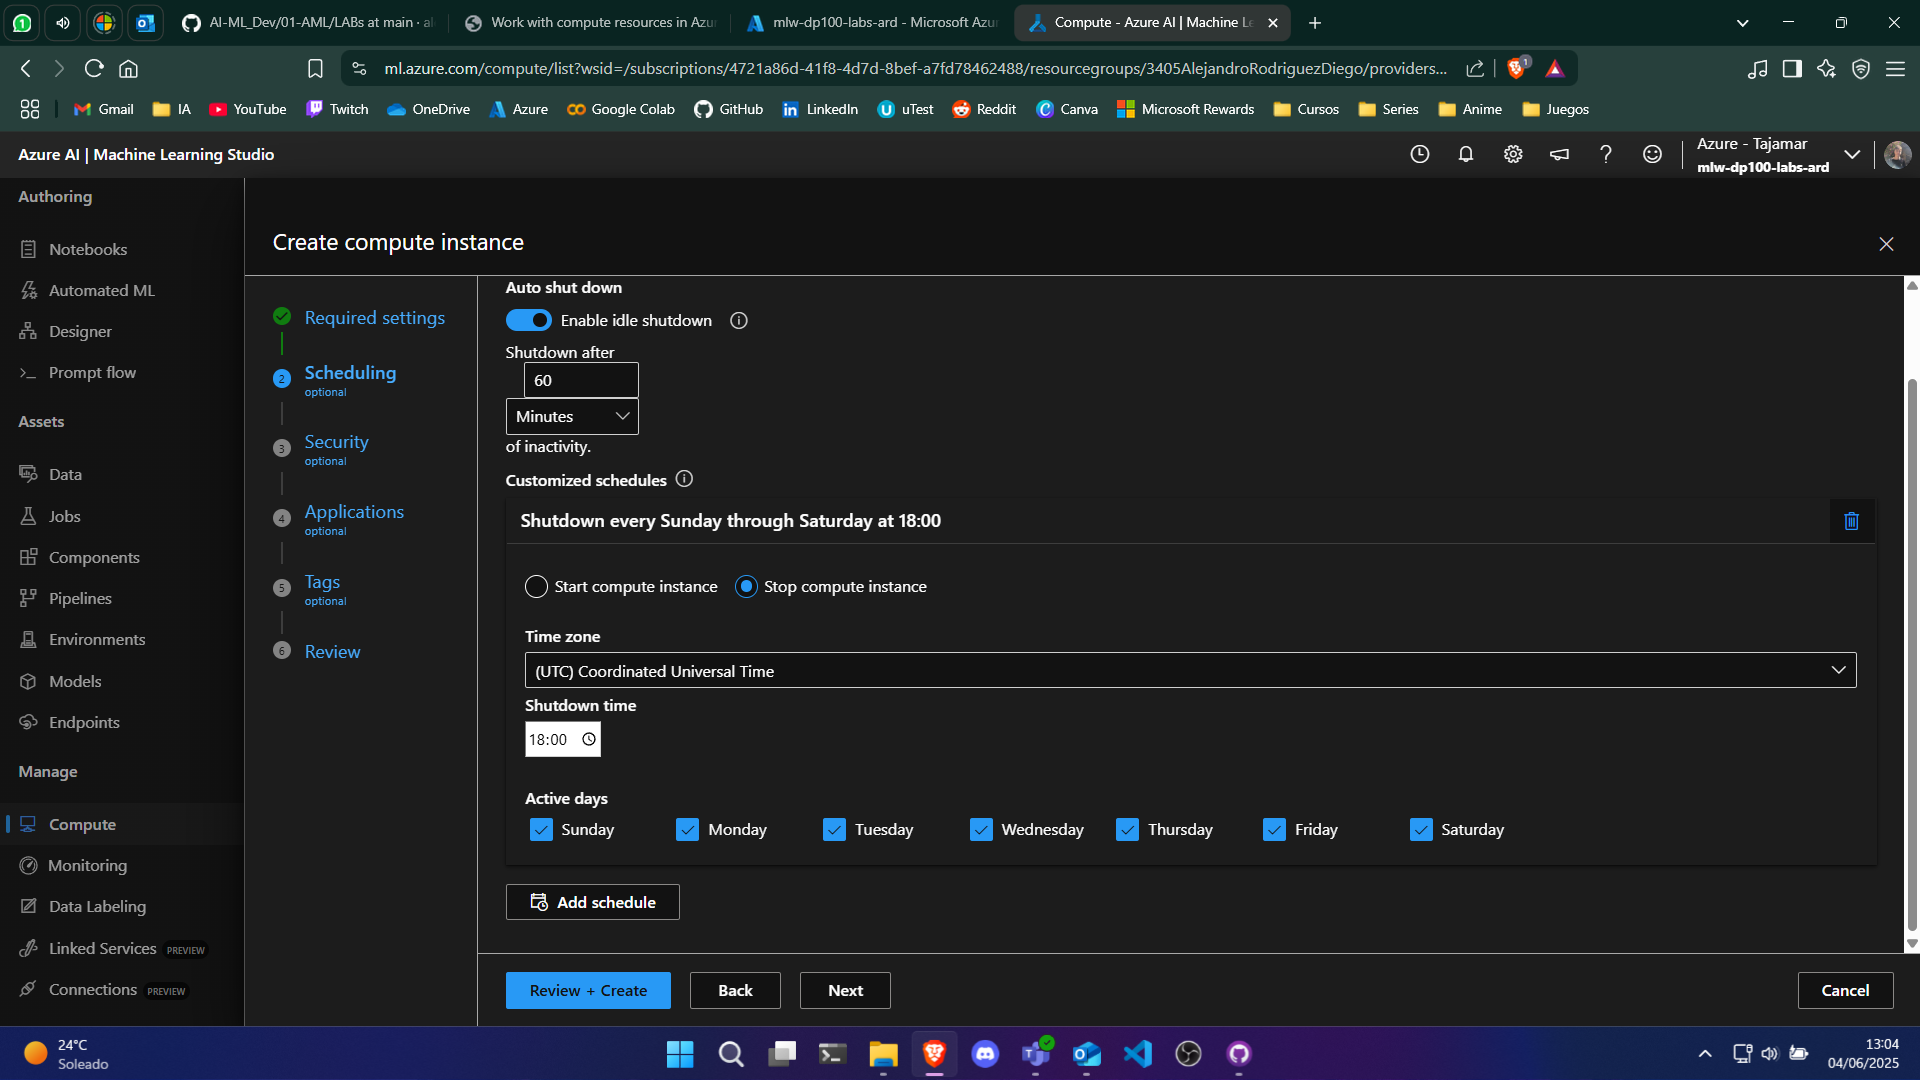 AI-ML_Dev/01-AML/LABs at main · al
Work with compute resources in Azu
mlw-dp100-labs-ard - Microsoft Azu
Compute - Azure AI | Machine Le
ml.azure.com/compute/list?wsid=/subscriptions/4721a86d-41f8-4d7d-8bef-a7fd78462488/resourcegroups/3405AlejandroRodriguezDiego/providers...
1
Gmail
IA
YouTube
Twitch
OneDrive
Azure
Google Colab
GitHub
LinkedIn
uTest
Reddit
Canva
Microsoft Rewards
Cursos
Series
Anime
Juegos
Azure AI | Machine Learning Studio
Azure - Tajamar
mlw-dp100-labs-ard
Authoring
Notebooks
Automated ML
Designer
Prompt flow
Assets
Data
Jobs
Components
Pipelines
Environments
Models
Endpoints
Manage
Compute
Monitoring
Data Labeling
Linked Services PREVIEW
Connections PREVIEW
Create compute instance
Required settings
2 Scheduling
optional
3 Security
optional
4 Applications
optional
5 Tags
optional
6 Review
Auto shut down
Enable idle shutdown
Shutdown after
60
Minutes
of inactivity.
Customized schedules
Shutdown every Sunday through Saturday at 18:00
Start compute instance
Stop compute instance
Time zone
(UTC) Coordinated Universal Time
Shutdown time
18:00
Active days
Sunday
Monday
Tuesday
Wednesday
Thursday
Friday
Saturday
Add schedule
Review + Create
Back
Next
Cancel
24°C
Soleado
13:04
04/06/2025